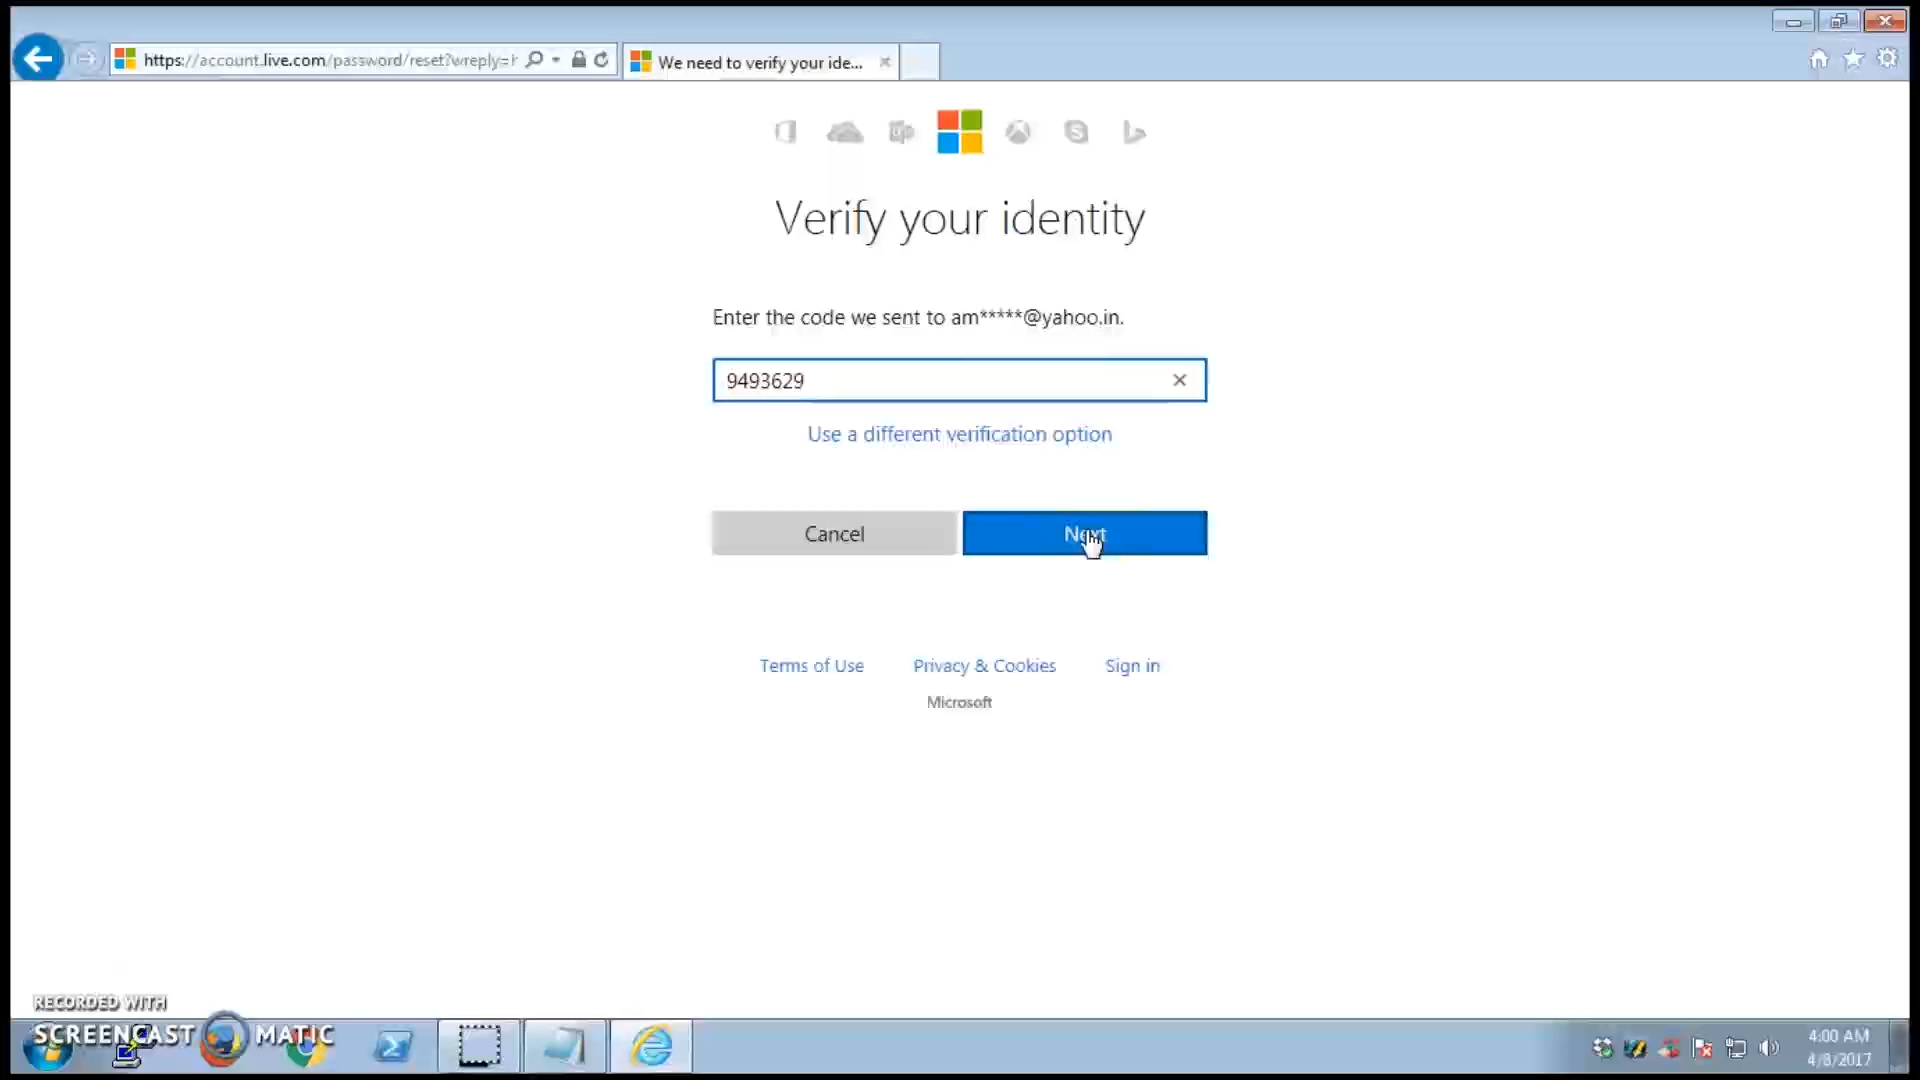 https://account.live.com/password/reset?wreply=h
We need to verify your ide...
Verify your identity
Enter the code we sent to am*****@yahoo.in.
9493629
Use a different verification option
Cancel
Next
Terms of Use
Privacy & Cookies
Sign in
Microsoft
RECORDED WITH
SCREENCAST MATIC
4:00 AM
4/8/2017